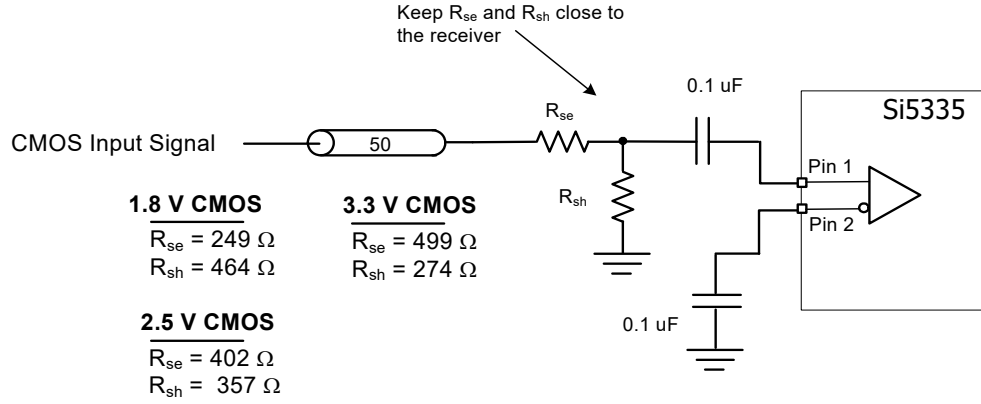 Keep Rse and Rsh close to
the receiver
0.1 uF
Si5335
Rse
CMOS Input Signal
50
Pin 1
Rsh
Pin 2
1.8 V CMOS
Rse = 249 Ω
Rsh = 464 Ω
3.3 V CMOS
Rse = 499 Ω
Rsh = 274 Ω
0.1 uF
2.5 V CMOS
Rse = 402 Ω
Rsh = 357 Ω